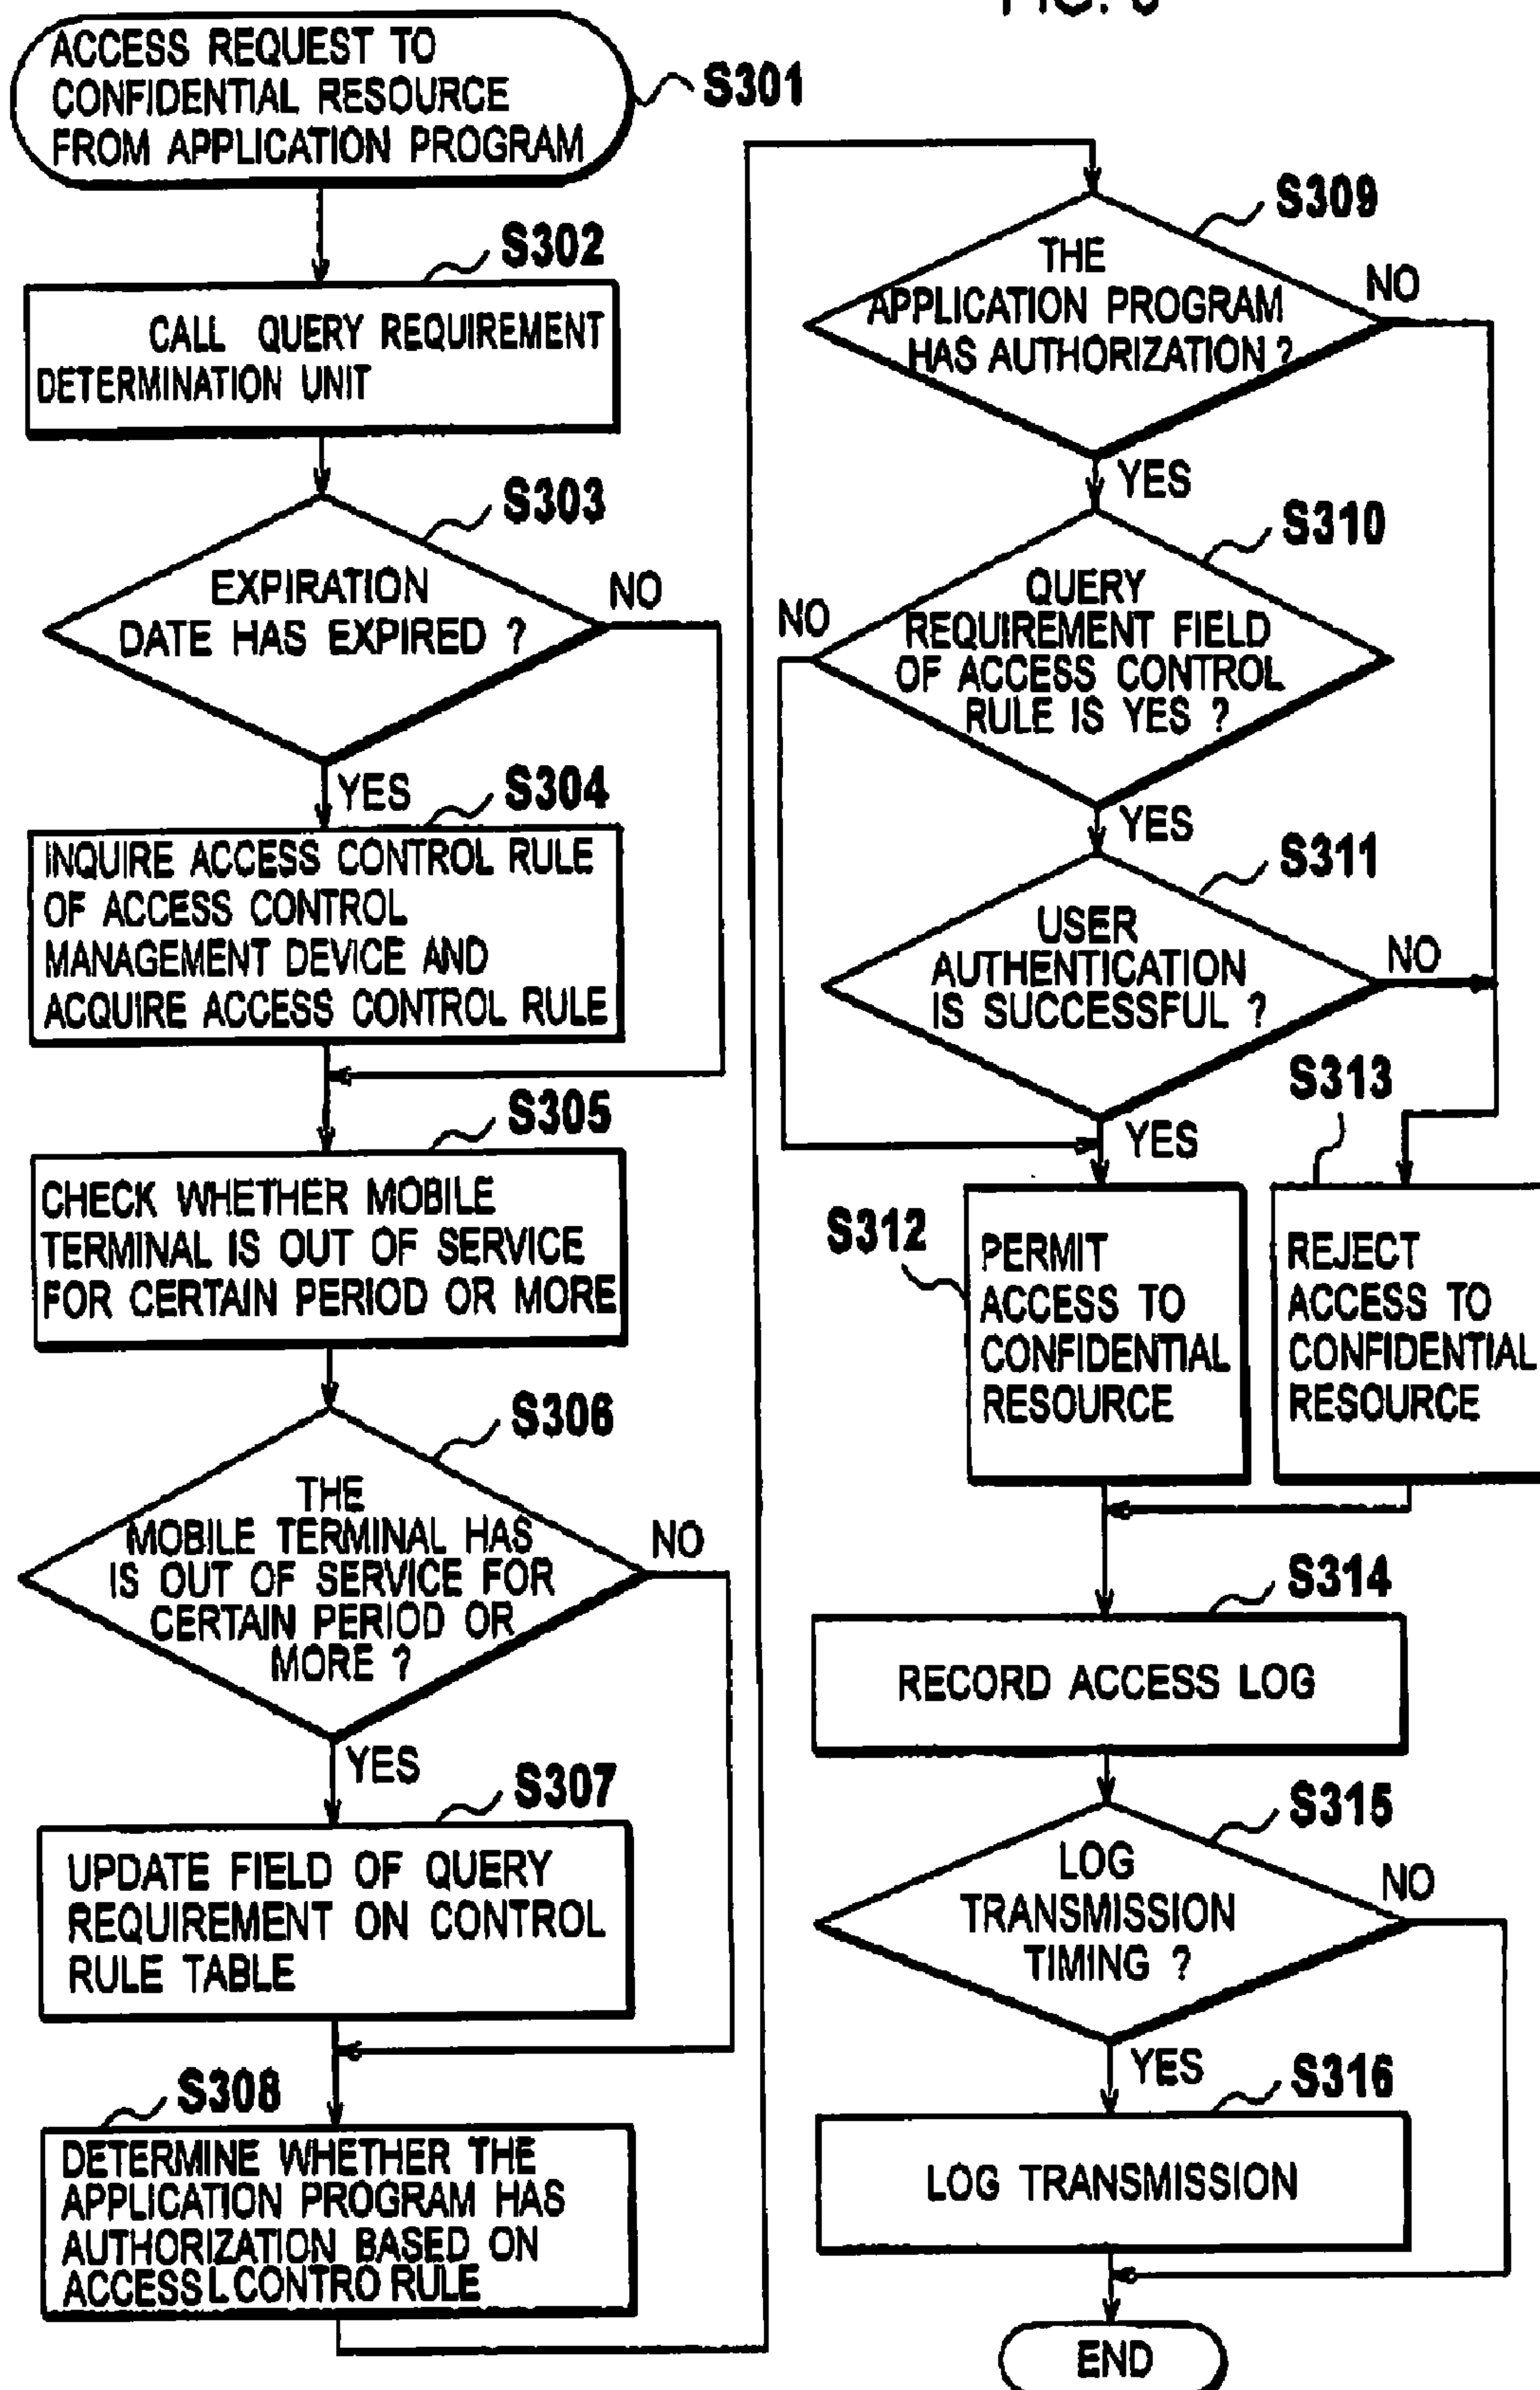 ACCESS REQUEST TO
CONFIDENTIAL RESOURCE
FROM APPLICATION PROGRAM
S301
S302
CALL QUERY REQUIREMENT
DETERMINATION UNIT
S303
EXPIRATION
DATE HAS EXPIRED ?
NO
YES
S304
INQUIRE ACCESS CONTROL RULE
OF ACCESS CONTROL
MANAGEMENT DEVICE AND
ACQUIRE ACCESS CONTROL RULE
S305
CHECK WHETHER MOBILE
TERMINAL IS OUT OF SERVICE
FOR CERTAIN PERIOD OR MORE
S306
THE
MOBILE TERMINAL HAS
IS OUT OF SERVICE FOR
CERTAIN PERIOD OR
MORE ?
NO
YES
S307
UPDATE FIELD OF QUERY
REQUIREMENT ON CONTROL
RULE TABLE
S308
DETERMINE WHETHER THE
APPLICATION PROGRAM HAS
AUTHORIZATION BASED ON
ACCESS L CONTRO RULE
S309
THE
APPLICATION PROGRAM
HAS AUTHORIZATION ?
NO
YES
S310
QUERY
REQUIREMENT FIELD
OF ACCESS CONTROL
RULE IS YES ?
NO
YES
S311
USER
AUTHENTICATION
IS SUCCESSFUL ?
NO
YES
S313
S312
PERMIT
ACCESS TO
CONFIDENTIAL
RESOURCE
REJECT
ACCESS TO
CONFIDENTIAL
RESOURCE
S314
RECORD ACCESS LOG
S315
LOG
TRANSMISSION
TIMING ?
NO
YES
S316
LOG TRANSMISSION
END